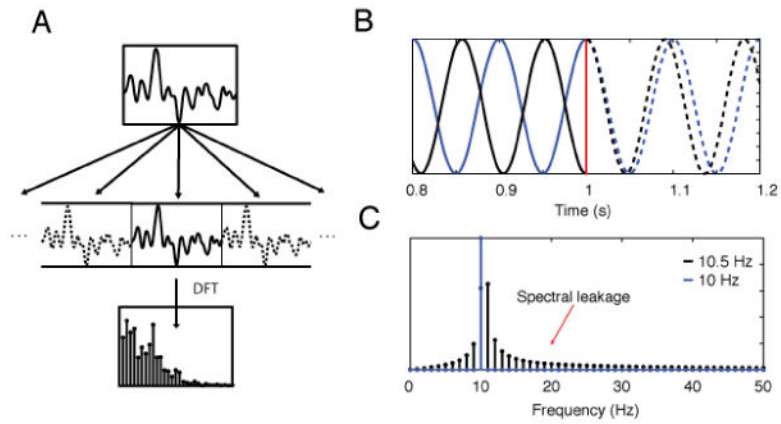 A
... ...
DFT
B
0.8 0.9 1 1.1 1.2
Time (s)
C
10.5 Hz
10 Hz
Spectral leakage
0 10 20 30 40 50
Frequency (Hz)